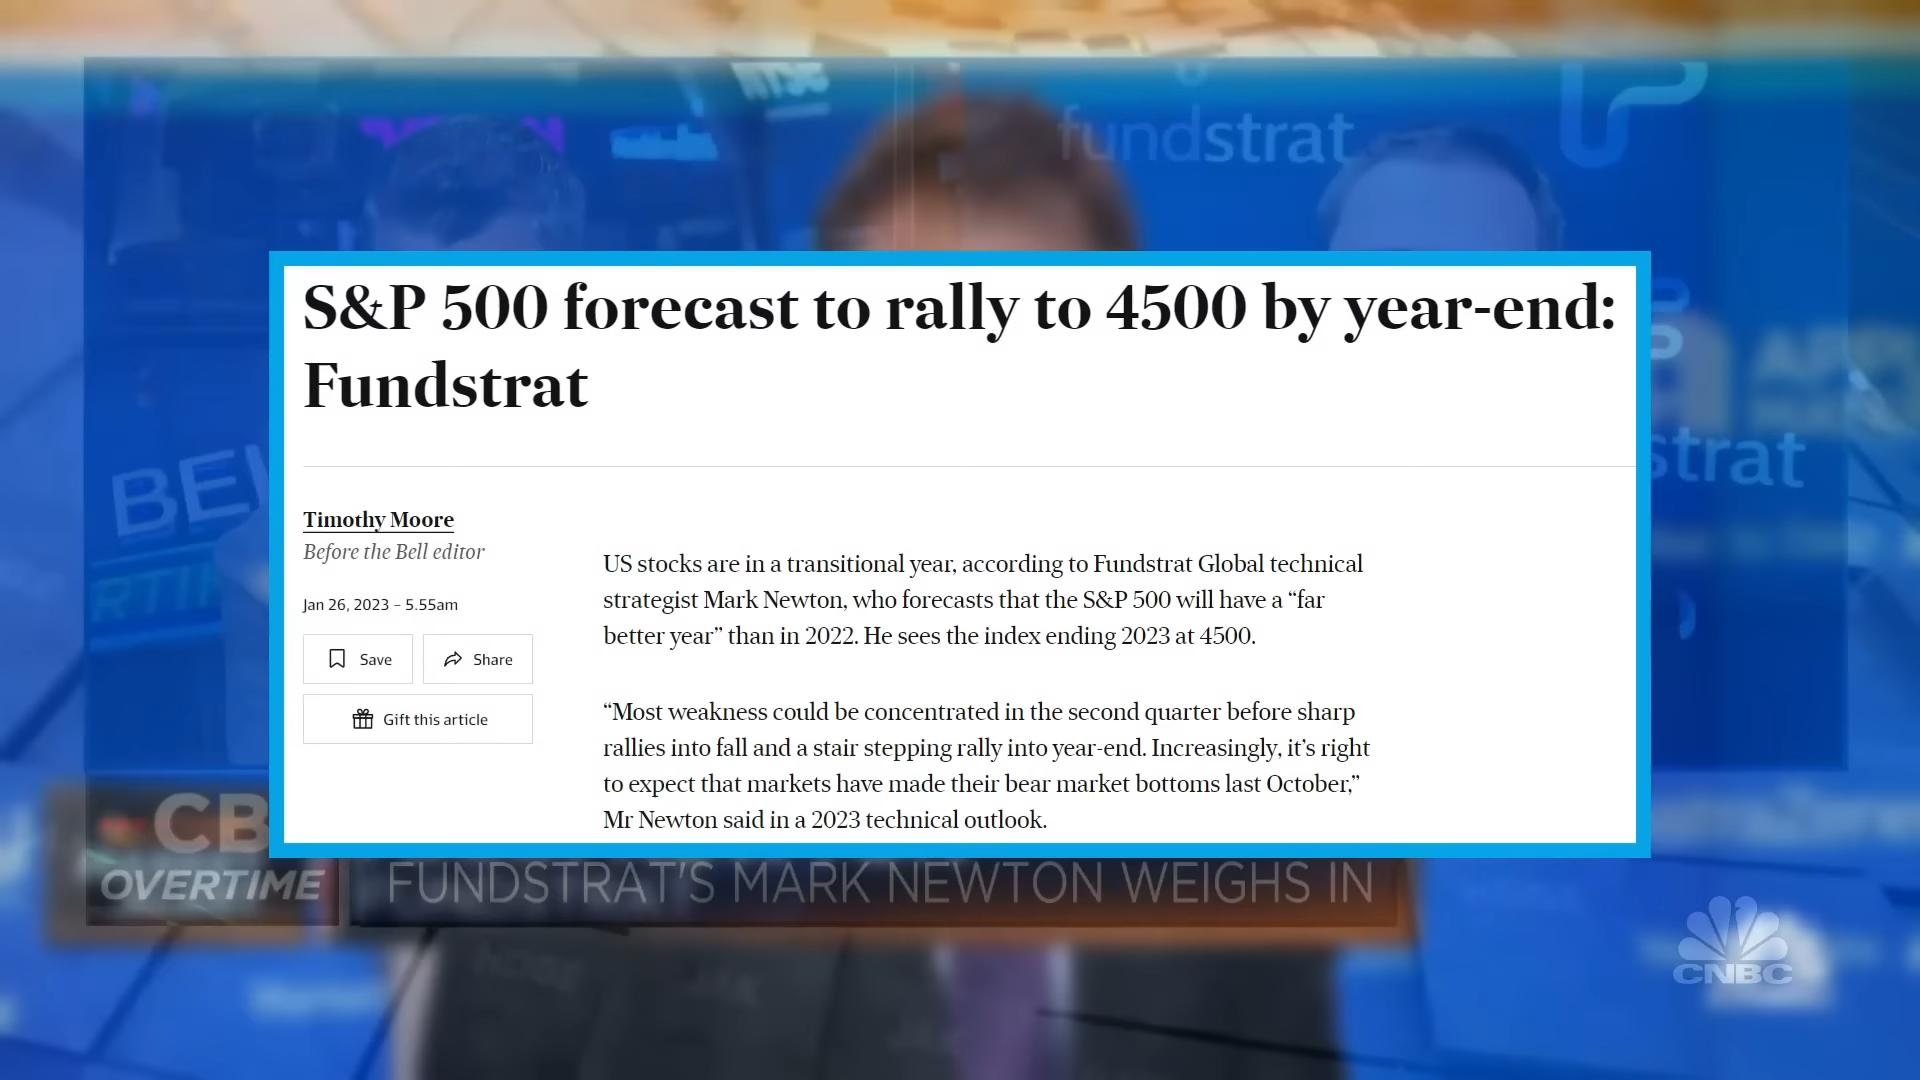 fundstrat
S&P 500 forecast to rally to 4500 by year-end:
Fundstrat
strat
Timothy Moore
Before the Bell editor
Jan 26, 2023 – 5.55am
Save
Share
Gift this article
US stocks are in a transitional year, according to Fundstrat Global technical
strategist Mark Newton, who forecasts that the S&P 500 will have a “far
better year” than in 2022. He sees the index ending 2023 at 4500.
“Most weakness could be concentrated in the second quarter before sharp
rallies into fall and a stair stepping rally into year-end. Increasingly, it’s right
to expect that markets have made their bear market bottoms last October,”
Mr Newton said in a 2023 technical outlook.
OVERTIME
FUNDSTRAT'S MARK NEWTON WEIGHS IN
CNBC